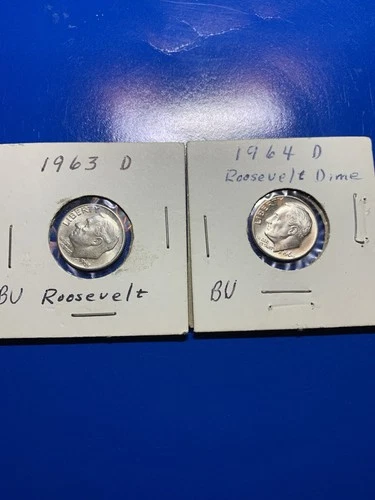 1963 D
LIBERTY
BU Roosevelt
1964 D
Roosevelt Dime
LIBERTY
BU